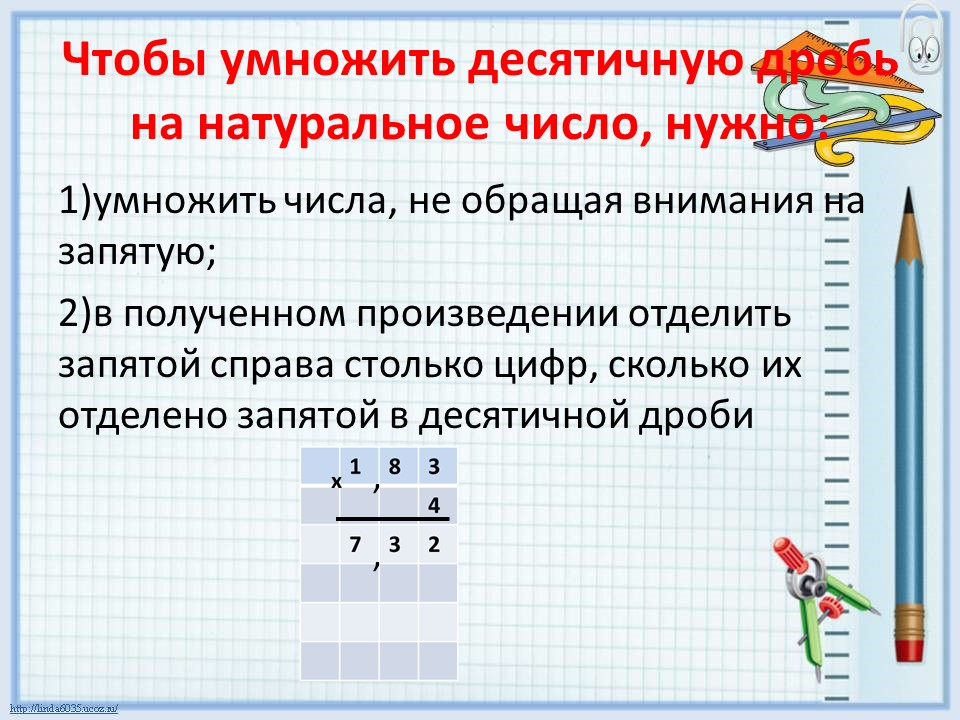 Чтобы умножить десятичную дробь
на натуральное число, нужно:
1)умножить числа, не обращая внимания на
запятую;
2)в полученном произведении отделить
запятой справа столько цифр, сколько их
отделено запятой в десятичной дроби
х 1 , 8 3
4
7 , 3 2
http://linda6035.ucoz.ru/